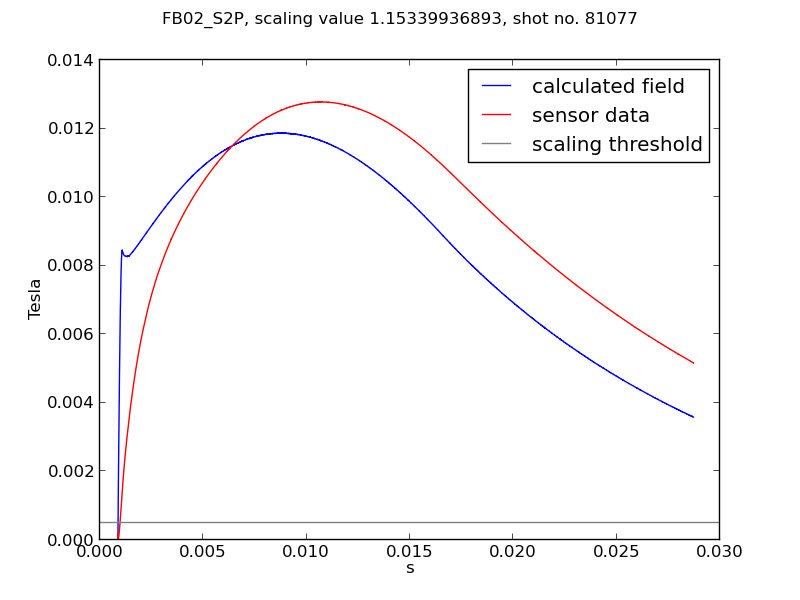 FB02_S2P, scaling value 1.15339936893, shot no. 81077
0.014
0.012
0.010
0.008
0.006
0.004
0.002
0.000
Tesla
calculated field
sensor data
scaling threshold
0.000 0.005 0.010 0.015 0.020 0.025 0.030
s